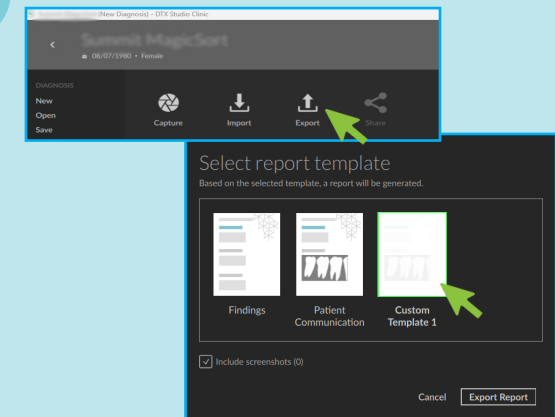 (New Diagnosis) - DTX Studio Clinic
Summit MagicSort
08/07/1980 • Female
DIAGNOSIS
New
Open
Save
Capture
Import
Export
Share
Select report template
Based on the selected template, a report will be generated.
Findings
Patient
Communication
Custom
Template 1
Include screenshots (0)
Cancel
Export Report